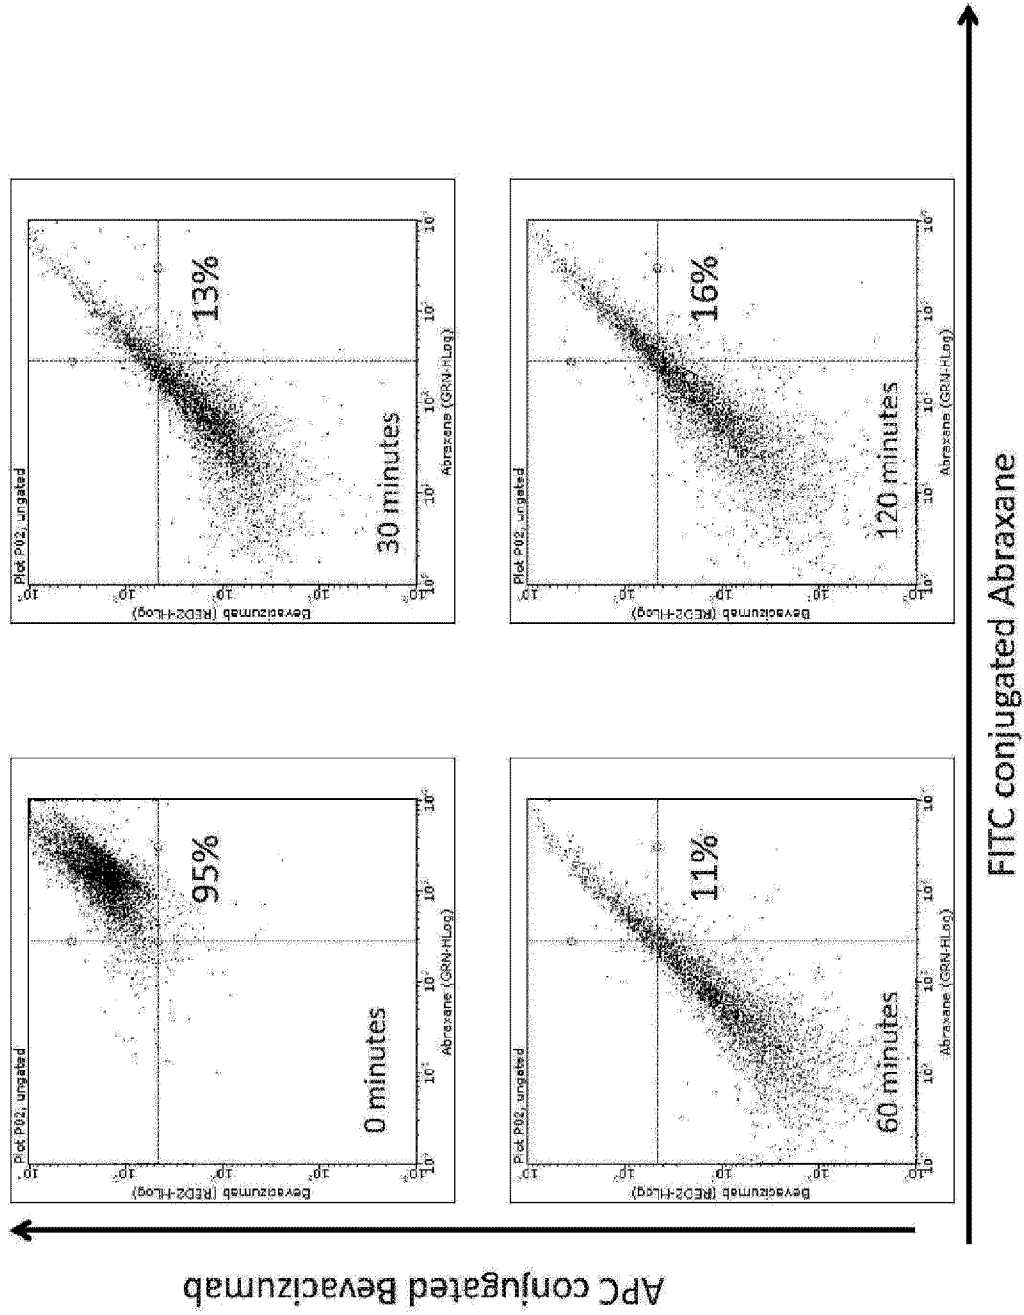 APC conjugated Bevacizumab
Plot P02, ungated
Bevacizumab (RED2-HLog)
95%
0 minutes
Abraxane (GRN-HLog)
Plot P02, ungated
Bevacizumab (RED2-HLog)
13%
30 minutes
Abraxane (GRN-HLog)
Plot P02, ungated
Bevacizumab (RED2-HLog)
11%
60 minutes
Abraxane (GRN-HLog)
Plot P02, ungated
Bevacizumab (RED2-HLog)
16%
120 minutes
Abraxane (GRN-HLog)
FITC conjugated Abraxane